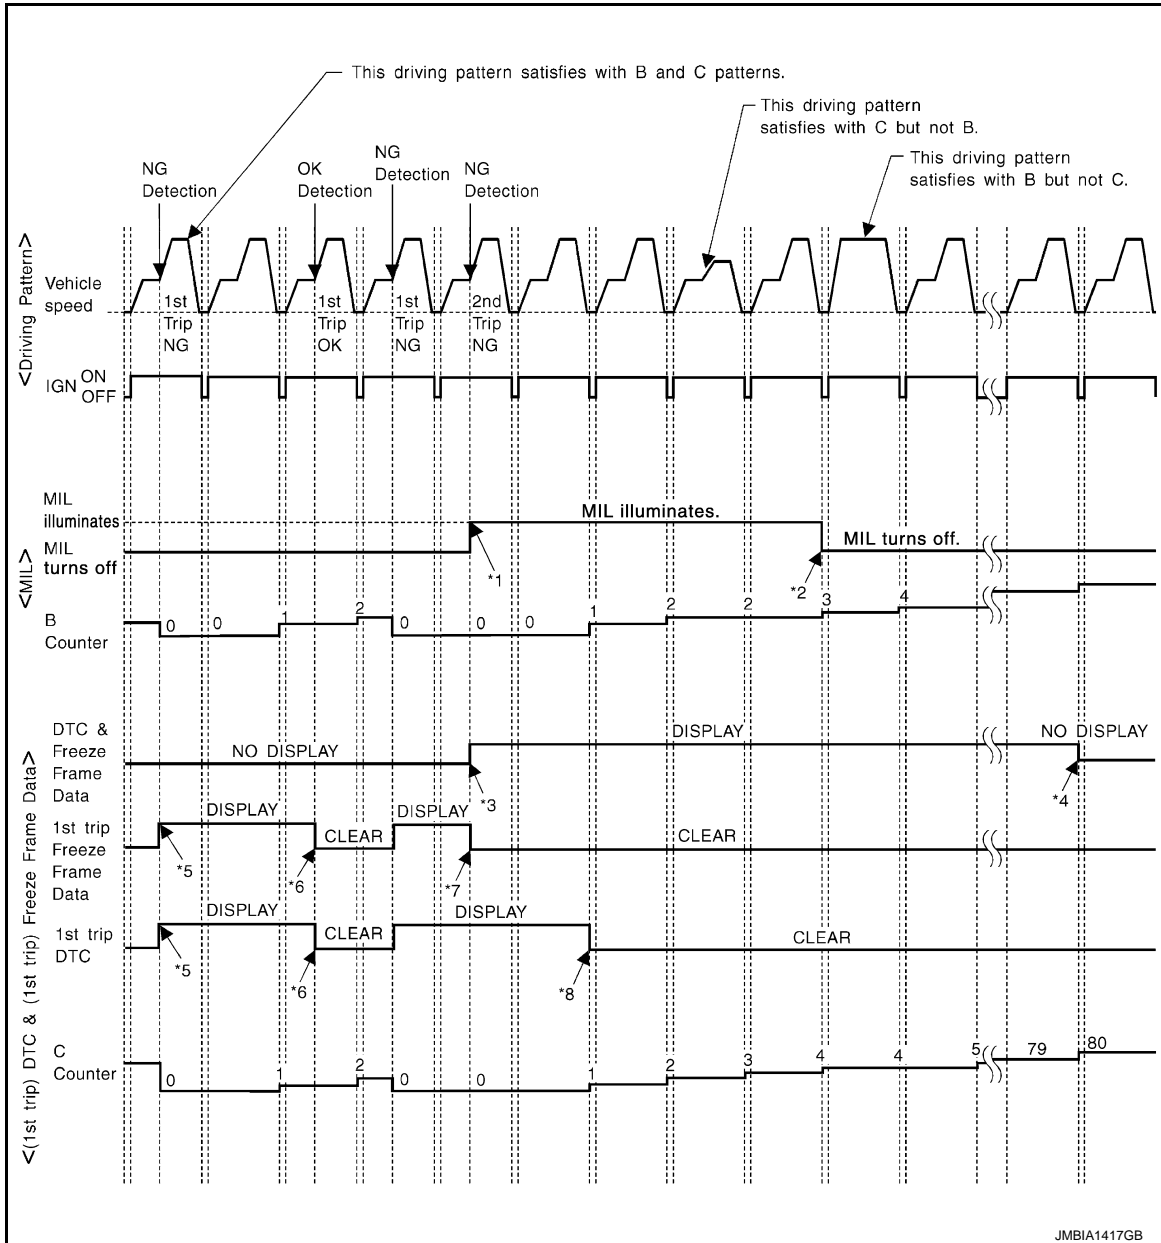 This driving pattern satisfies with B and C patterns.
This driving pattern
satisfies with C but not B.
This driving pattern
satisfies with B but not C.
NG
Detection
OK
Detection
NG
Detection
NG
Detection
<Driving Pattern>
Vehicle
speed
1st
Trip
NG
1st
Trip
OK
1st
Trip
NG
2nd
Trip
NG
IGN ON
OFF
<MIL>
MIL
illuminates
MIL
turns off
MIL illuminates.
MIL turns off.
*1
*2
B
Counter
0 0 1 2 0 0 0 1 2 2 3 4
<(1st trip) DTC & (1st trip) Freeze Frame Data>
DTC &
Freeze
Frame
Data
NO DISPLAY
DISPLAY
NO DISPLAY
*3
*4
1st trip
Freeze
Frame
Data
DISPLAY
CLEAR
DISPLAY
CLEAR
*5
*6
*7
1st trip
DTC
DISPLAY
CLEAR
DISPLAY
CLEAR
*5
*6
*8
C
Counter
0 1 2 0 0 1 2 3 4 4 5 79 80
JMBIA1417GB